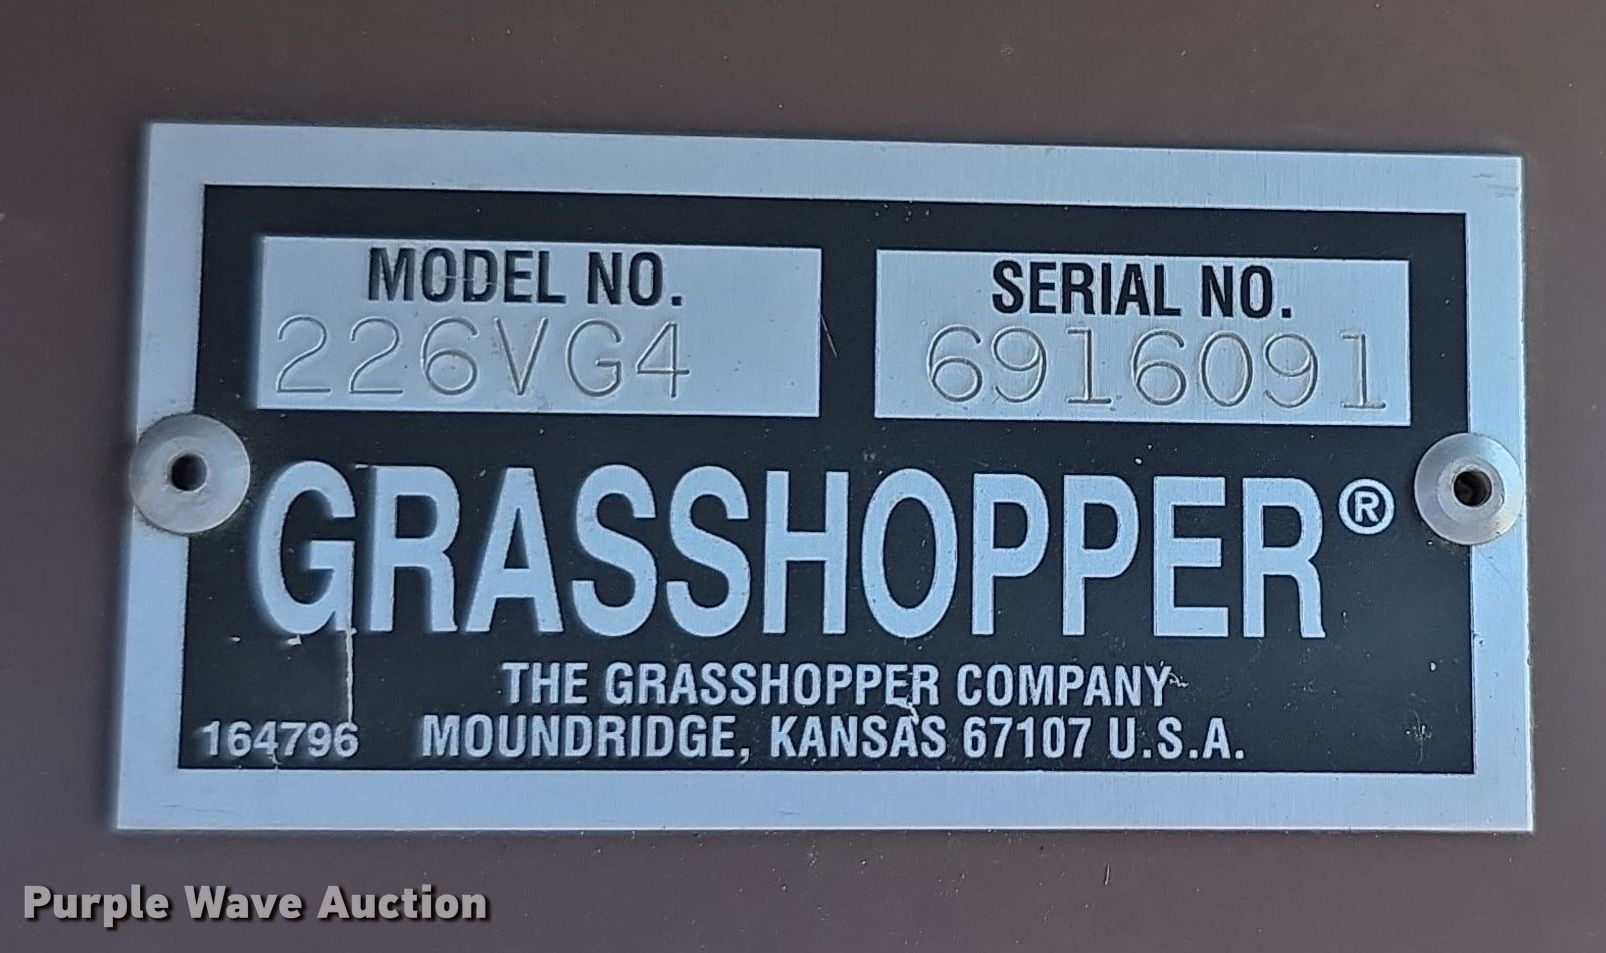 MODEL NO.
226VG4
SERIAL NO.
6916091
GRASSHOPPER®
THE GRASSHOPPER COMPANY
164796 MOUNDRIDGE, KANSAS 67107 U.S.A.
Purple Wave Auction